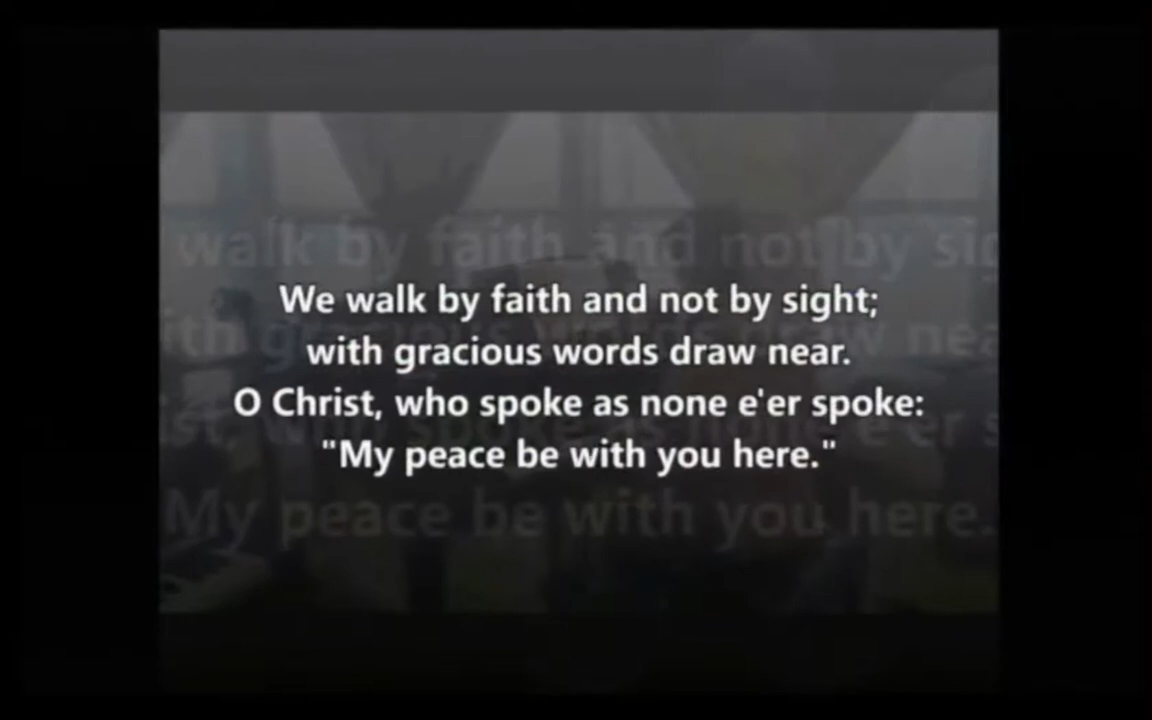 We walk by faith and not by sight;
with gracious words draw near.
O Christ, who spoke as none e'er spoke:
"My peace be with you here."